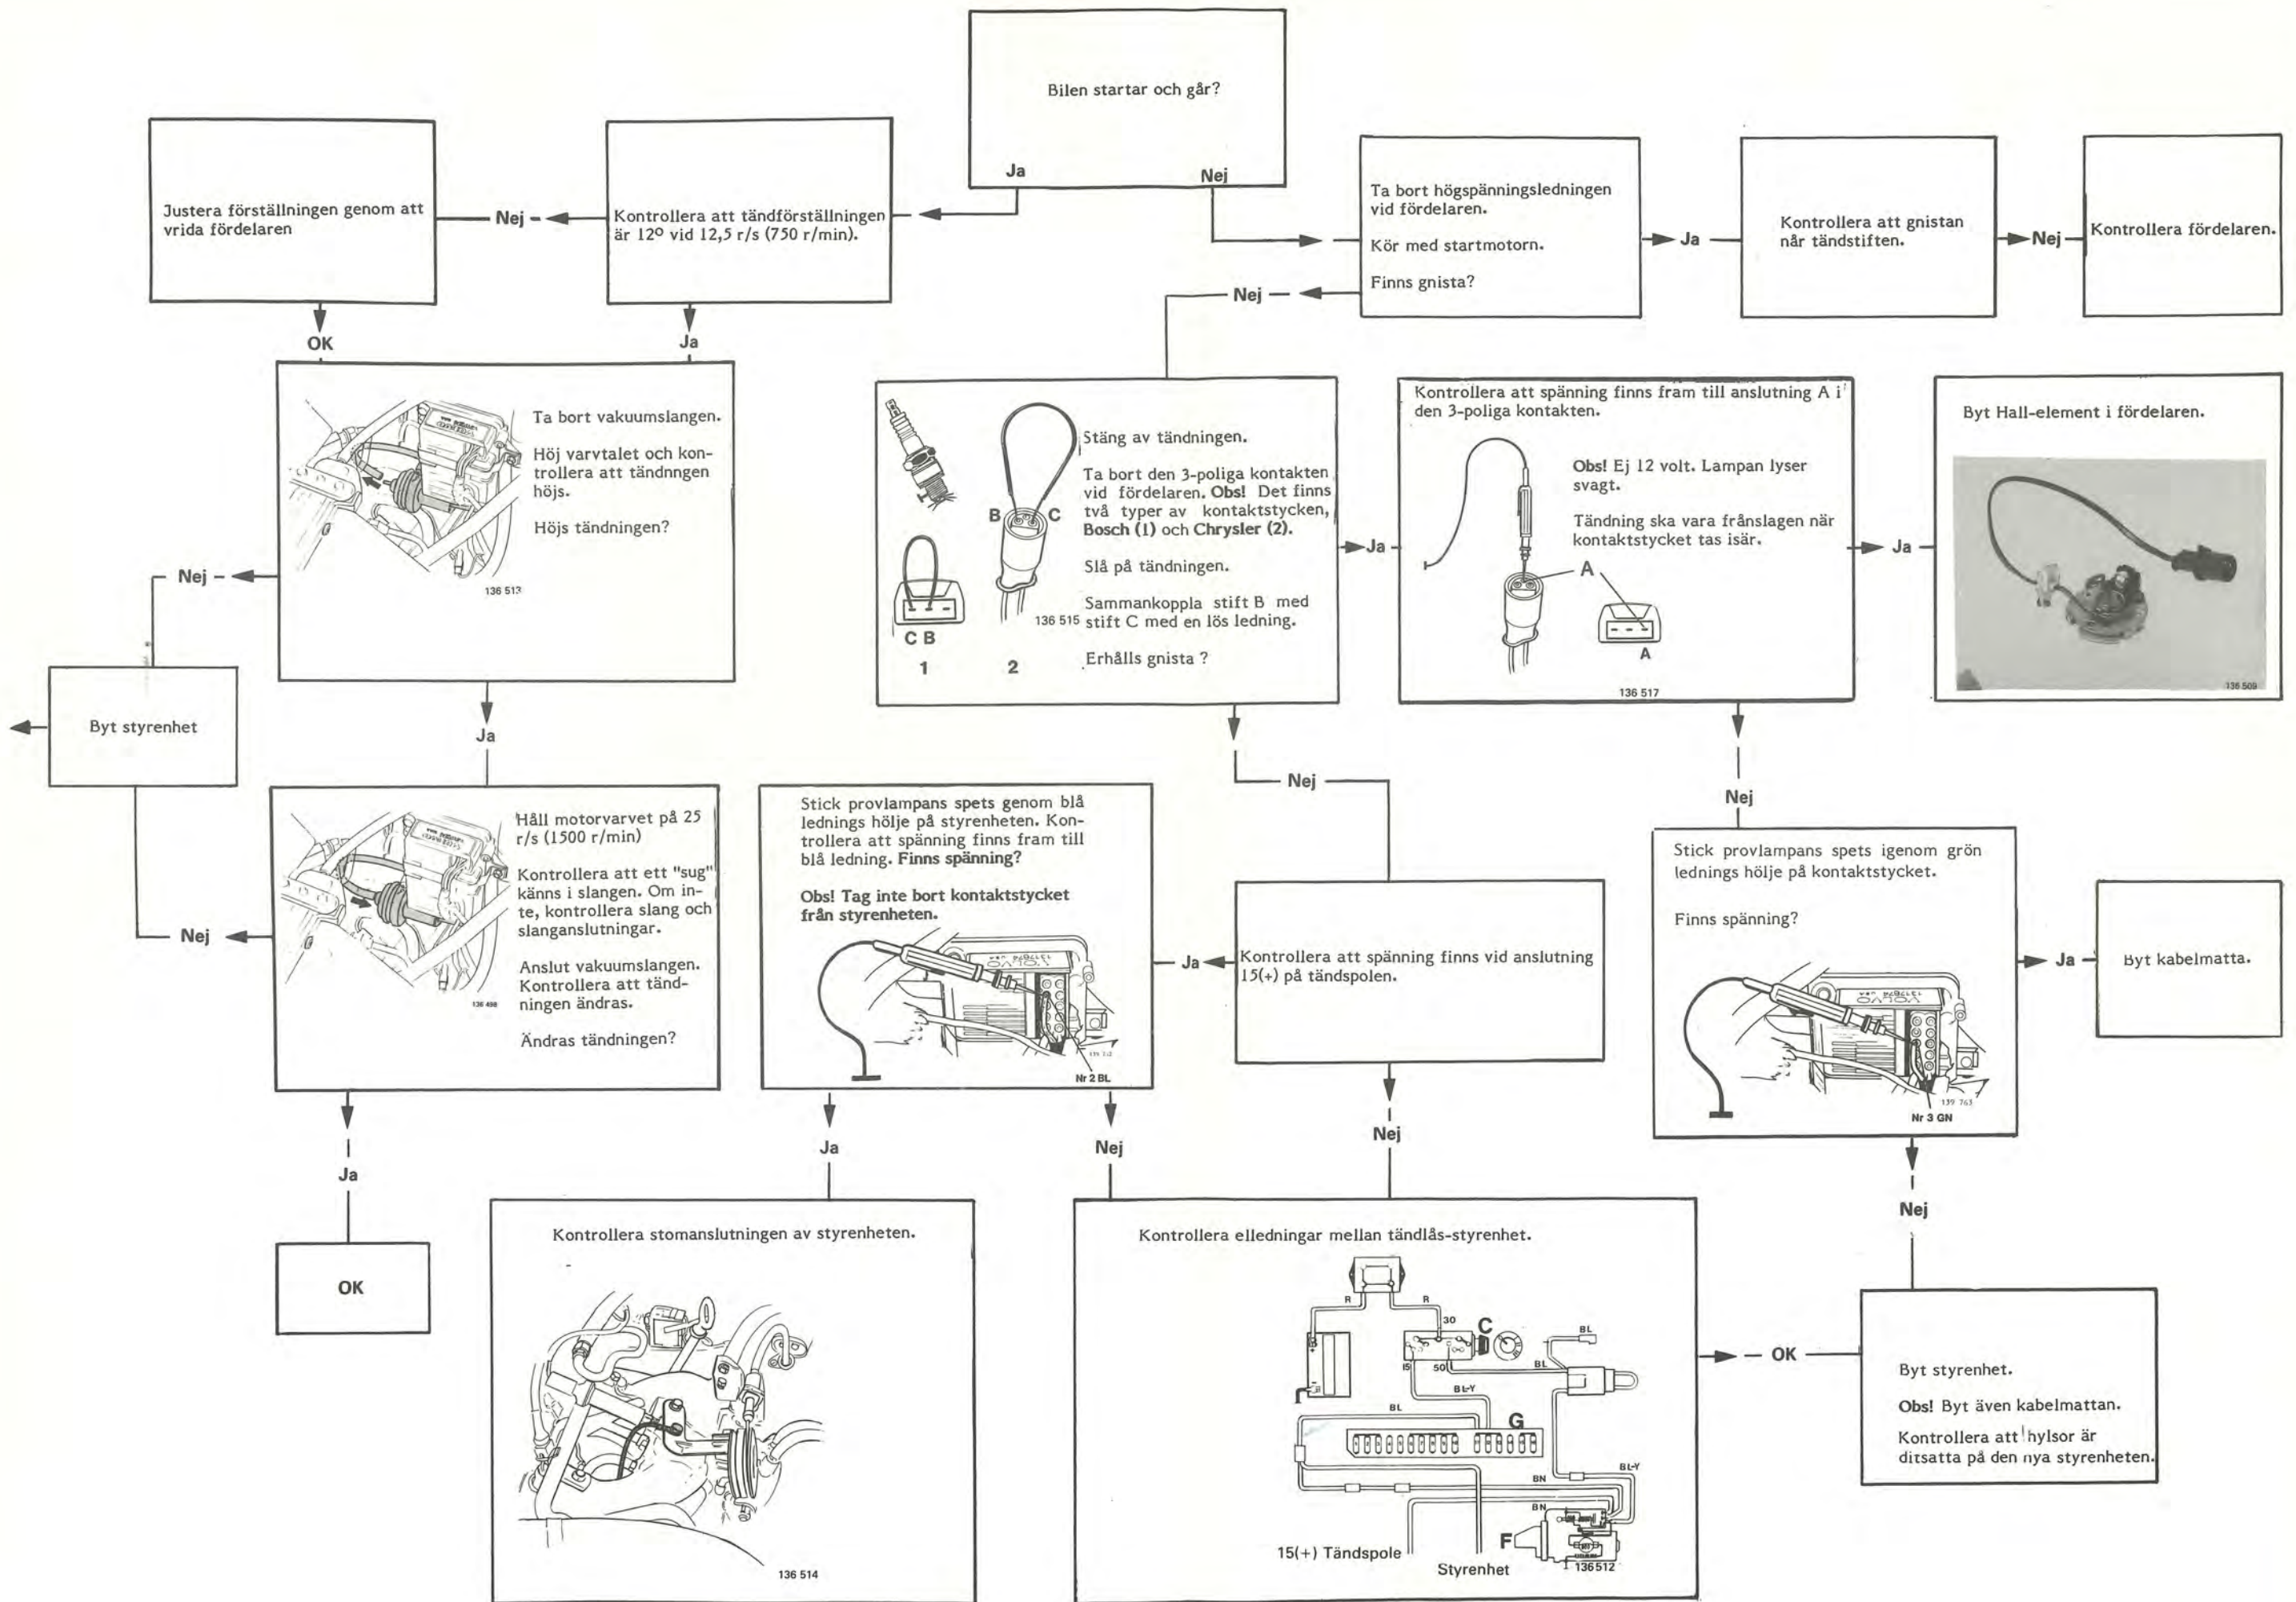 Bilen startar och går?
Ja
Nej
Justera förställningen genom att
vrida fördelaren
Nej
Kontrollera att tändförställningen
är 12° vid 12,5 r/s (750 r/min).
Ta bort högspänningsledningen
vid fördelaren.
Kör med startmotorn.
Finns gnista?
Ja
Kontrollera att gnistan
når tändstiften.
Nej
Kontrollera fördelaren.
Nej
OK
Ja
Ta bort vakuumslangen.
Höj varvtalet och kon-
trollera att tändnngen
höjs.
Höjs tändningen?
136 513
Nej
Byt styrenhet
Ja
B
C
C B
1
2
136 515
Stäng av tändningen.
Ta bort den 3-poliga kontakten
vid fördelaren. Obs! Det finns
två typer av kontaktstycken,
Bosch (1) och Chrysler (2).
Slå på tändningen.
Sammankoppla stift B med
stift C med en lös ledning.
Erhålls gnista ?
Ja
Kontrollera att spänning finns fram till anslutning A i
den 3-poliga kontakten.
Obs! Ej 12 volt. Lampan lyser
svagt.
Tändning ska vara frånslagen när
kontaktstycket tas isär.
A
A
136 517
Ja
Byt Hall-element i fördelaren.
136 509
Nej
Nej
Håll motorvarvet på 25
r/s (1500 r/min)
Kontrollera att ett "sug"
känns i slangen. Om in-
te, kontrollera slang och
slanganslutningar.
Anslut vakuumslangen.
Kontrollera att tänd-
ningen ändras.
Ändras tändningen?
136 498
Nej
Ja
OK
Stick provlampans spets genom blå
lednings hölje på styrenheten. Kon-
trollera att spänning finns fram till
blå ledning. Finns spänning?
Obs! Tag inte bort kontaktstycket
från styrenheten.
VOLVO
Nr 2 BL
Ja
Kontrollera att spänning finns vid anslutning
15(+) på tändspolen.
Stick provlampans spets igenom grön
lednings hölje på kontaktstycket.
Finns spänning?
VOLVO
139 763
Nr 3 GN
Ja
Byt kabelmatta.
Ja
Nej
Nej
Nej
Kontrollera stomanslutningen av styrenheten.
136 514
Kontrollera elledningar mellan tändlås-styrenhet.
R
R
30
C
BL
15
50
BL
BL-Y
BL
G
BL-Y
BN
BN
F
15(+) Tändspole
Styrenhet
136512
OK
Byt styrenhet.
Obs! Byt även kabelmattan.
Kontrollera att hylsor är
ditsatta på den nya styrenheten.